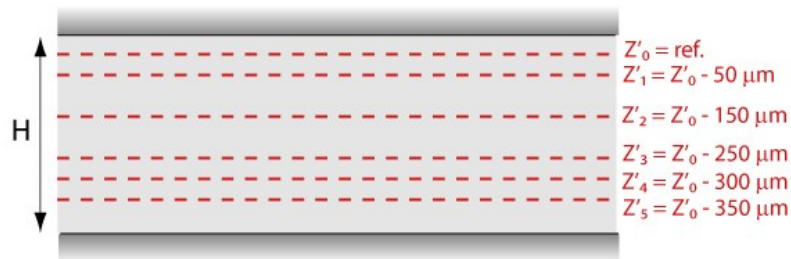 H
Z'₀ = ref.
Z'₁ = Z'₀ - 50 μm
Z'₂ = Z'₀ - 150 μm
Z'₃ = Z'₀ - 250 μm
Z'₄ = Z'₀ - 300 μm
Z'₅ = Z'₀ - 350 μm